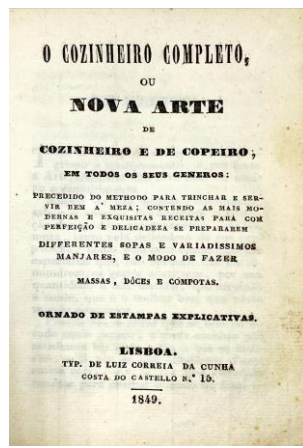 O COZINHEIRO COMPLETO,
OU
NOVA ARTE
DE
COZINHEIRO E DE COPEIRO,
EM TODOS OS SEUS GENEROS:
PRECEDIDO DO METHODO PARA TRINCHAR E SER-
VIR BEM A' MEZA; CONTENDO AS MAIS MO-
DERNAS E EXQUISITAS RECEITAS PARA COM
PERFEIÇÃO E DELICADEZA SE PREPARAREM
DIFFERENTES SOPAS E VARIADISSIMOS
MANJARES, E O MODO DE FAZER
MASSAS, DÔCES E COMPOTAS.
ORNADO DE ESTAMPAS EXPLICATIVAS.
LISBOA.
TYP. DE LUIZ CORREIA DA CUNHA
COSTA DO CASTELLO N.º 15.
1849.